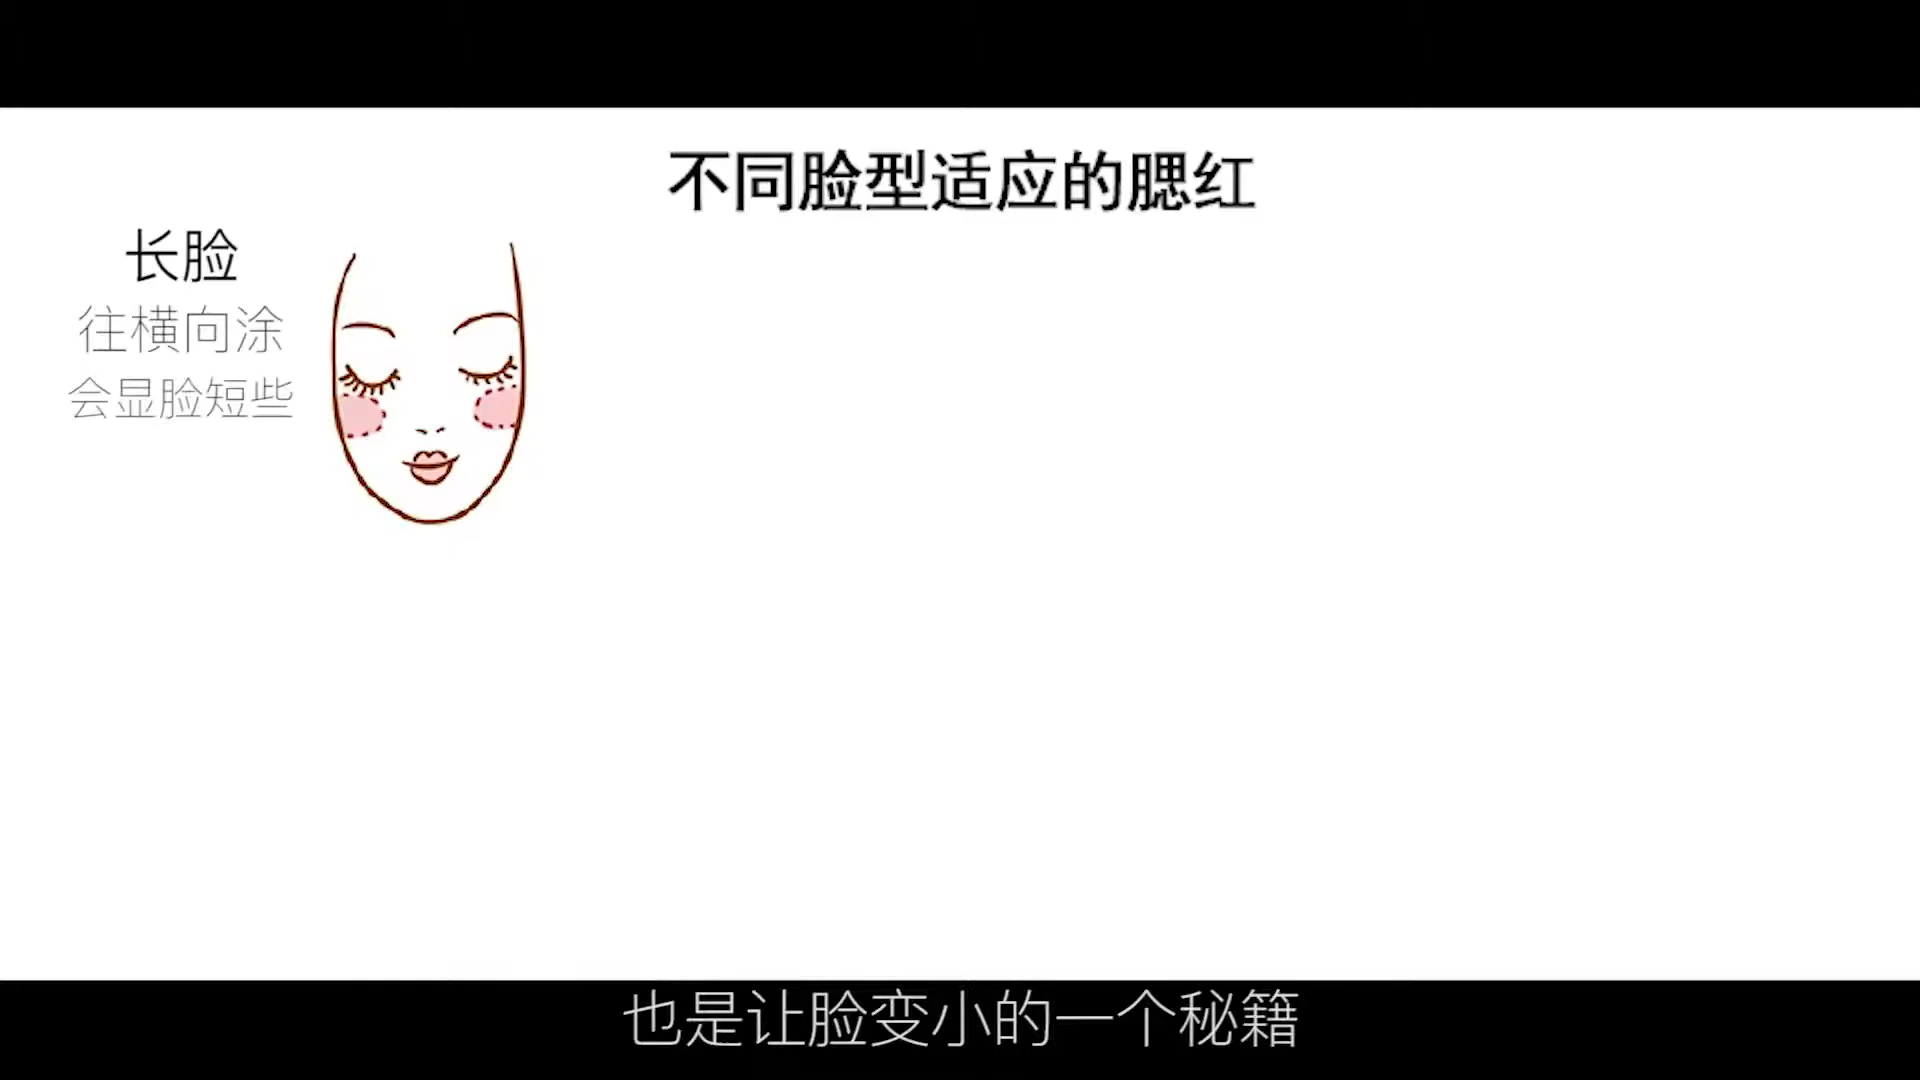 不同脸型适应的腮红
长脸
往横向涂
会显脸短些
也是让脸变小的一个秘籍